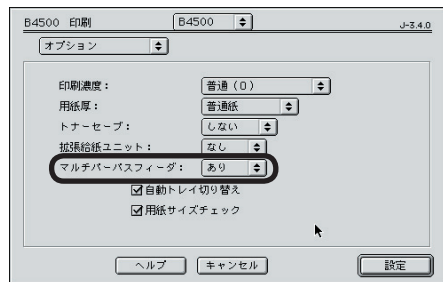 B4500 印刷 B4500 J-3.4.0
オプション
印刷濃度： 普通（0）
用紙厚： 普通紙
トナーセーブ： しない
拡張給紙ユニット： なし
マルチパーパスフィーダ： あり
自動トレイ切り替え
用紙サイズチェック
ヘルプ キャンセル 設定